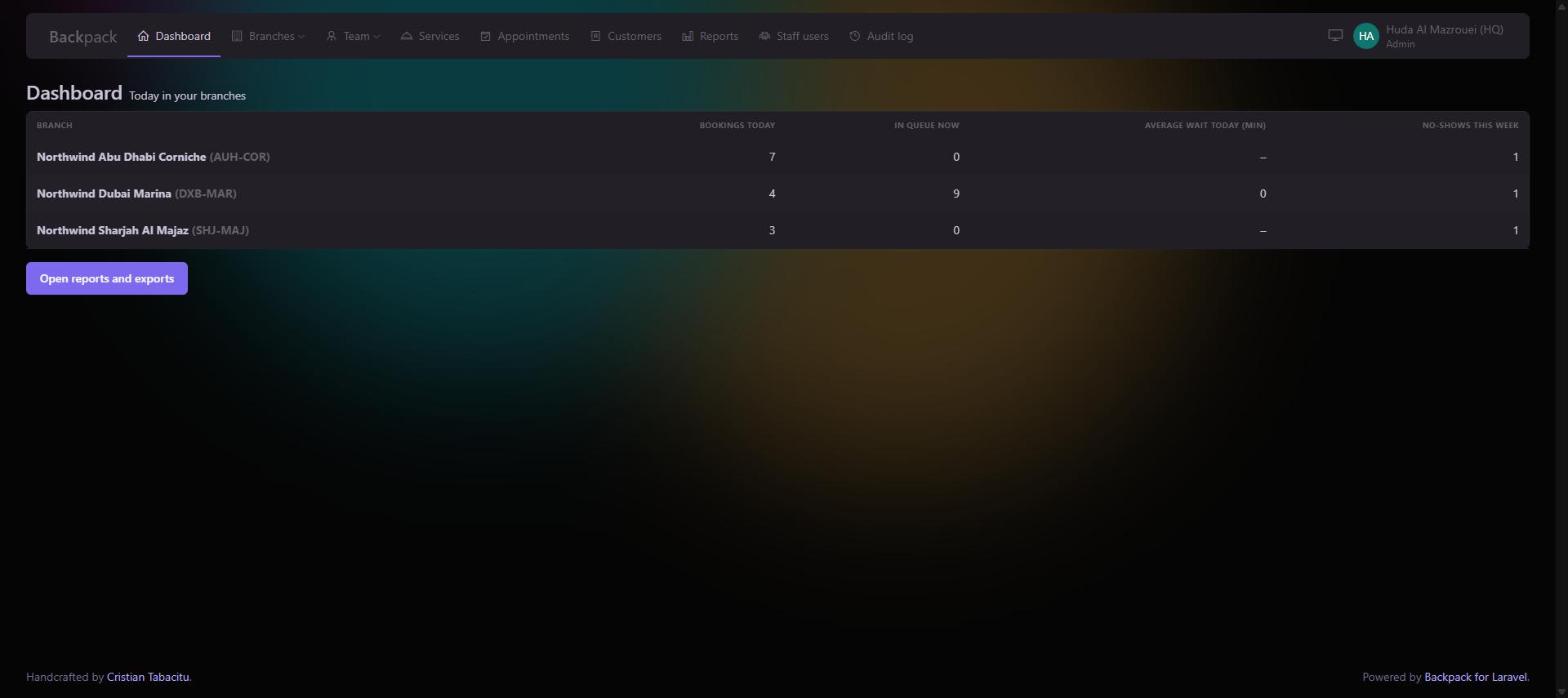 Backpack Dashboard Branches Team Services Appointments Customers Reports Staff users Audit log HA Huda Al Mazrouei (HQ)
Admin
Dashboard Today in your branches
BRANCH BOOKINGS TODAY IN QUEUE NOW AVERAGE WAIT TODAY (MIN) NO-SHOWS THIS WEEK
Northwind Abu Dhabi Corniche (AUH-COR) 7 0 – 1
Northwind Dubai Marina (DXB-MAR) 4 9 0 1
Northwind Sharjah Al Majaz (SHJ-MAJ) 3 0 – 1
Open reports and exports
Handcrafted by Cristian Tabacitu. Powered by Backpack for Laravel.